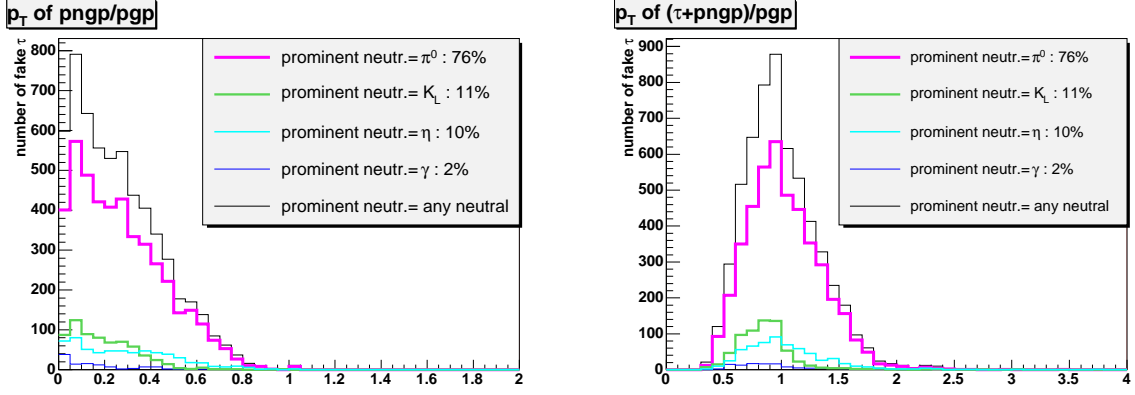 p_T of pngp/pgp
number of fake τ
800
700
600
500
400
300
200
100
0
0 0.2 0.4 0.6 0.8 1 1.2 1.4 1.6 1.8 2
prominent neutr.= π⁰ : 76%
prominent neutr.= K_L : 11%
prominent neutr.= η : 10%
prominent neutr.= γ : 2%
prominent neutr.= any neutral
p_T of (τ+pngp)/pgp
number of fake τ
900
800
700
600
500
400
300
200
100
0
0 0.5 1 1.5 2 2.5 3 3.5 4
prominent neutr.= π⁰ : 76%
prominent neutr.= K_L : 11%
prominent neutr.= η : 10%
prominent neutr.= γ : 2%
prominent neutr.= any neutral